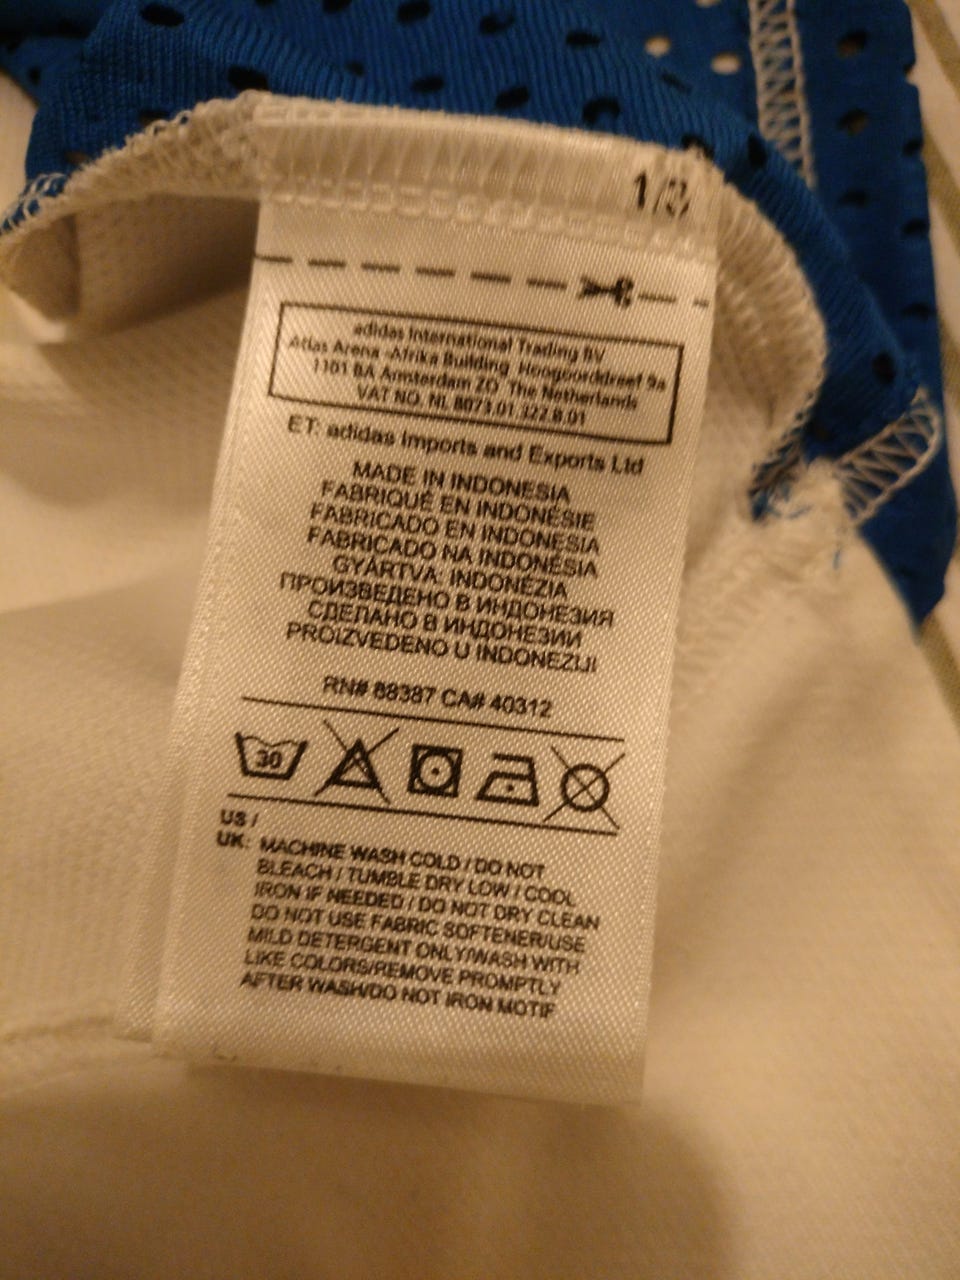 1/3
adidas International Trading BV
Atlas Arena -Afrika Building Hoogoorddreef 9a
1101 BA Amsterdam ZO The Netherlands
VAT NO. NL 8073.01.322.B.01
ET: adidas Imports and Exports Ltd
MADE IN INDONESIA
FABRIQUÉ EN INDONÉSIE
FABRICADO EN INDONESIA
FABRICADO NA INDONÉSIA
GYÁRTVA: INDONÉZIA
ПРОИЗВЕДЕНО В ИНДОНЕЗИЯ
СДЕЛАНО В ИНДОНЕЗИИ
PROIZVEDENO U INDONEZIJI
RN# 88387 CA# 40312
30
US /
UK: MACHINE WASH COLD / DO NOT
BLEACH / TUMBLE DRY LOW / COOL
IRON IF NEEDED / DO NOT DRY CLEAN
DO NOT USE FABRIC SOFTENER/USE
MILD DETERGENT ONLY/WASH WITH
LIKE COLORS/REMOVE PROMPTLY
AFTER WASH/DO NOT IRON MOTIF